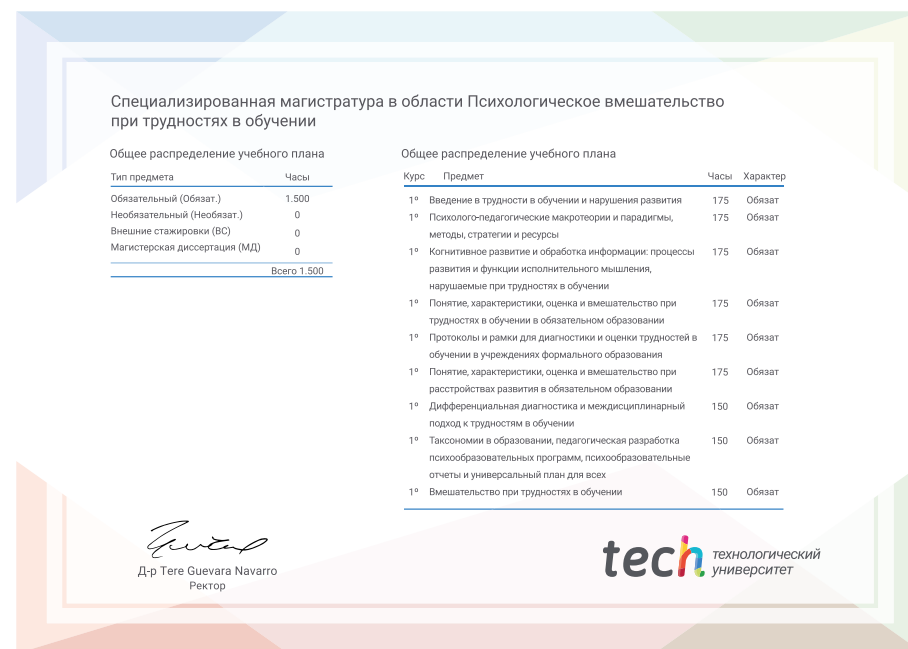 Специализированная магистратура в области Психологическое вмешательство
при трудностях в обучении
Общее распределение учебного плана
Тип предмета Часы
Обязательный (Обязат.) 1.500
Необязательный (Необязат.) 0
Внешние стажировки (ВС) 0
Магистерская диссертация (МД) 0
Всего 1.500
Общее распределение учебного плана
Курс Предмет Часы Характер
1º Введение в трудности в обучении и нарушения развития 175 Обязат
1º Психолого-педагогические макротеории и парадигмы, 175 Обязат
методы, стратегии и ресурсы
1º Когнитивное развитие и обработка информации: процессы 175 Обязат
развития и функции исполнительного мышления,
нарушаемые при трудностях в обучении
1º Понятие, характеристики, оценка и вмешательство при 175 Обязат
трудностях в обучении в обязательном образовании
1º Протоколы и рамки для диагностики и оценки трудностей в 175 Обязат
обучении в учреждениях формального образования
1º Понятие, характеристики, оценка и вмешательство при 175 Обязат
расстройствах развития в обязательном образовании
1º Дифференциальная диагностика и междисциплинарный 150 Обязат
подход к трудностям в обучении
1º Таксономии в образовании, педагогическая разработка 150 Обязат
психообразовательных программ, психообразовательные
отчеты и универсальный план для всех
1º Вмешательство при трудностях в обучении 150 Обязат
Д-р Tere Guevara Navarro
Ректор
tech технологический
университет